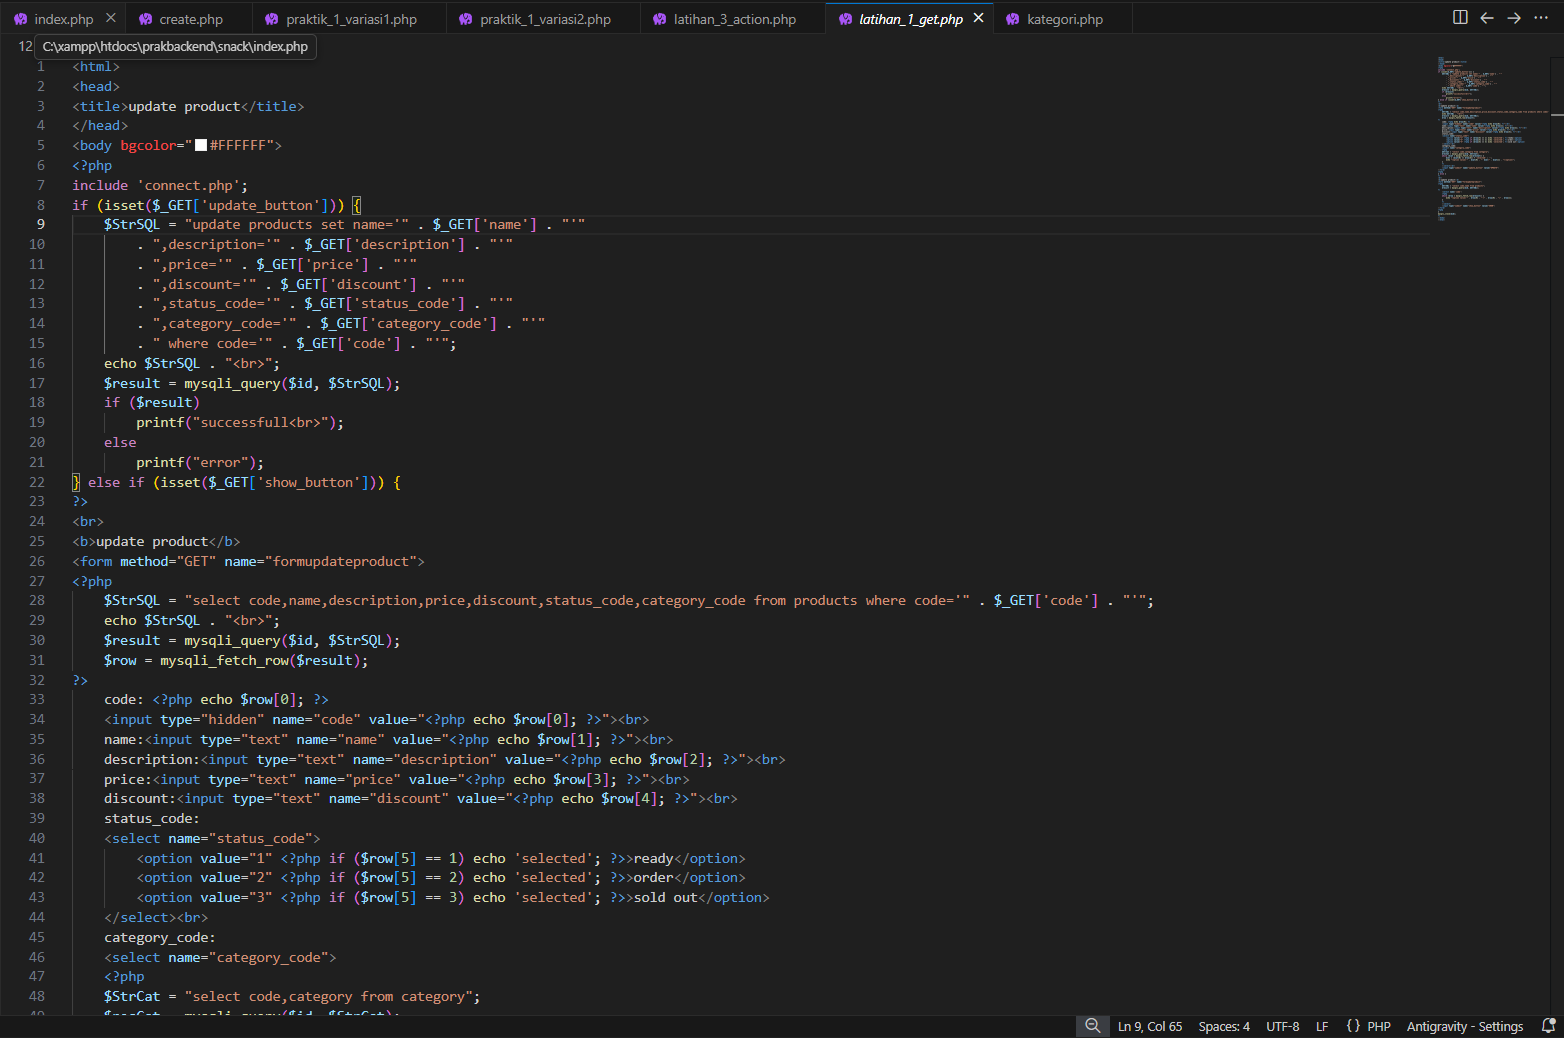 index.php
create.php
praktik_1_variasi1.php
praktik_1_variasi2.php
latihan_3_action.php
latihan_1_get.php
kategori.php
12
C:\xampp\htdocs\prakbackend\snack\index.php
1 <html>
2 <head>
3 <title>update product</title>
4 </head>
5 <body bgcolor="#FFFFFF">
6 <?php
7 include 'connect.php';
8 if (isset($_GET['update_button'])) {
9     $StrSQL = "update products set name='" . $_GET['name'] . "'"
10         . ",description='" . $_GET['description'] . "'"
11         . ",price='" . $_GET['price'] . "'"
12         . ",discount='" . $_GET['discount'] . "'"
13         . ",status_code='" . $_GET['status_code'] . "'"
14         . ",category_code='" . $_GET['category_code'] . "'"
15         . " where code='" . $_GET['code'] . "'";
16     echo $StrSQL . "<br>";
17     $result = mysqli_query($id, $StrSQL);
18     if ($result)
19         printf("successfull<br>");
20     else
21         printf("error");
22 } else if (isset($_GET['show_button'])) {
23 ?>
24 <br>
25 <b>update product</b>
26 <form method="GET" name="formupdateproduct">
27 <?php
28     $StrSQL = "select code,name,description,price,discount,status_code,category_code from products where code='" . $_GET['code'] . "'";
29     echo $StrSQL . "<br>";
30     $result = mysqli_query($id, $StrSQL);
31     $row = mysqli_fetch_row($result);
32 ?>
33     code: <?php echo $row[0]; ?>
34     <input type="hidden" name="code" value="<?php echo $row[0]; ?>"><br>
35     name:<input type="text" name="name" value="<?php echo $row[1]; ?>"><br>
36     description:<input type="text" name="description" value="<?php echo $row[2]; ?>"><br>
37     price:<input type="text" name="price" value="<?php echo $row[3]; ?>"><br>
38     discount:<input type="text" name="discount" value="<?php echo $row[4]; ?>"><br>
39     status_code:
40     <select name="status_code">
41         <option value="1" <?php if ($row[5] == 1) echo 'selected'; ?>>ready</option>
42         <option value="2" <?php if ($row[5] == 2) echo 'selected'; ?>>order</option>
43         <option value="3" <?php if ($row[5] == 3) echo 'selected'; ?>>sold out</option>
44     </select><br>
45     category_code:
46     <select name="category_code">
47     <?php
48     $StrCat = "select code,category from category";
Ln 9, Col 65
Spaces: 4
UTF-8
LF
{} PHP
Antigravity - Settings